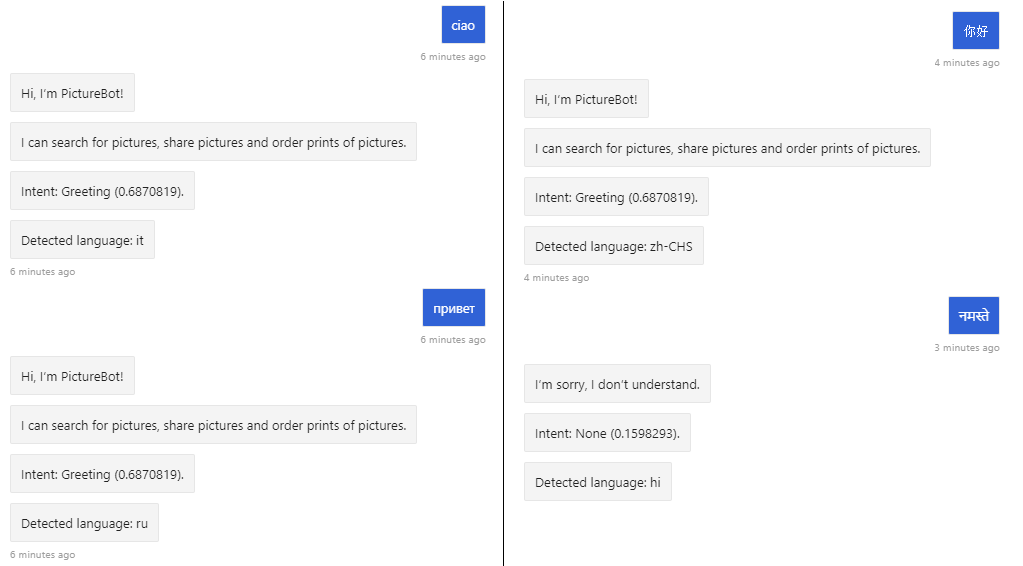 ciao
6 minutes ago
Hi, I'm PictureBot!
I can search for pictures, share pictures and order prints of pictures.
Intent: Greeting (0.6870819).
Detected language: it
6 minutes ago
привет
6 minutes ago
Hi, I'm PictureBot!
I can search for pictures, share pictures and order prints of pictures.
Intent: Greeting (0.6870819).
Detected language: ru
6 minutes ago
你好
4 minutes ago
Hi, I'm PictureBot!
I can search for pictures, share pictures and order prints of pictures.
Intent: Greeting (0.6870819).
Detected language: zh-CHS
4 minutes ago
नमस्ते
3 minutes ago
I'm sorry, I don't understand.
Intent: None (0.1598293).
Detected language: hi